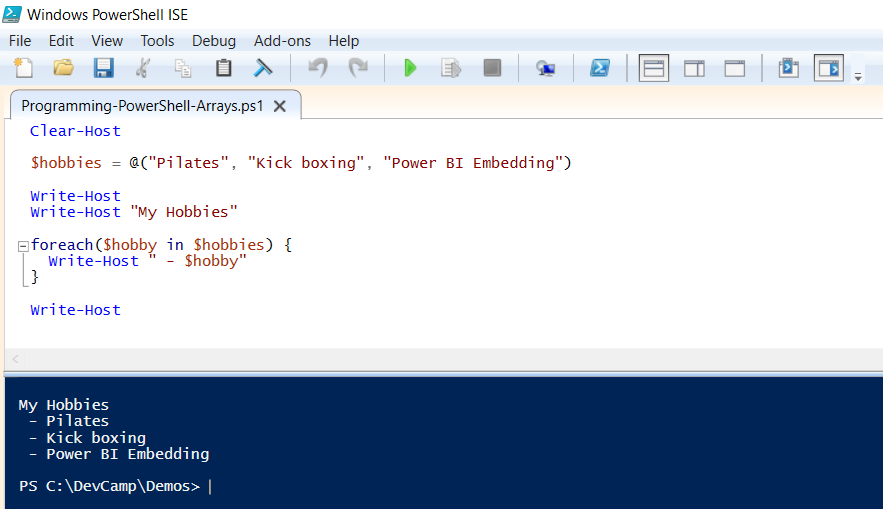 Windows PowerShell ISE
File Edit View Tools Debug Add-ons Help
Programming-PowerShell-Arrays.ps1
Clear-Host
$hobbies = @("Pilates", "Kick boxing", "Power BI Embedding")
Write-Host
Write-Host "My Hobbies"
foreach($hobby in $hobbies) {
Write-Host " - $hobby"
}
Write-Host
My Hobbies
- Pilates
- Kick boxing
- Power BI Embedding
PS C:\DevCamp\Demos>